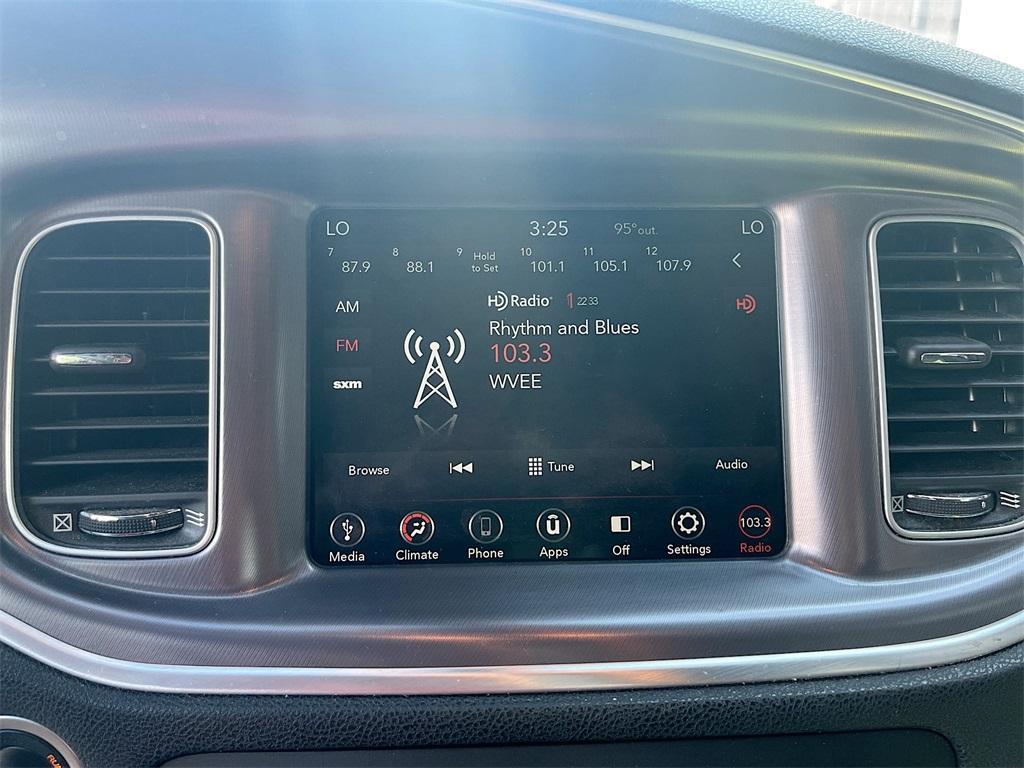 LO 3:25 95° out. LO
7 87.9 8 88.1 9 Hold to Set 10 101.1 11 105.1 12 107.9
HD Radio 1 2 2 3 3
AM
Rhythm and Blues
FM 103.3
sxm WVEE
Browse Tune Audio
103.3
Media Climate Phone Apps Off Settings Radio